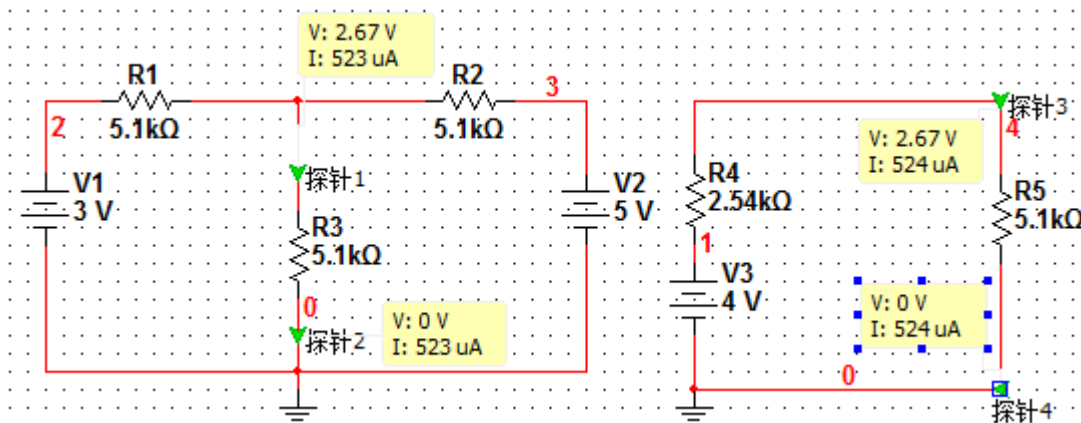 V: 2.67 V
I: 523 uA
R1
5.1kΩ
R2
5.1kΩ
3
2
V1
3 V
探针1
R3
5.1kΩ
V2
5 V
0
探针2
V: 0 V
I: 523 uA
探针3
4
V: 2.67 V
I: 524 uA
R4
2.54kΩ
R5
5.1kΩ
1
V3
4 V
V: 0 V
I: 524 uA
0
探针4